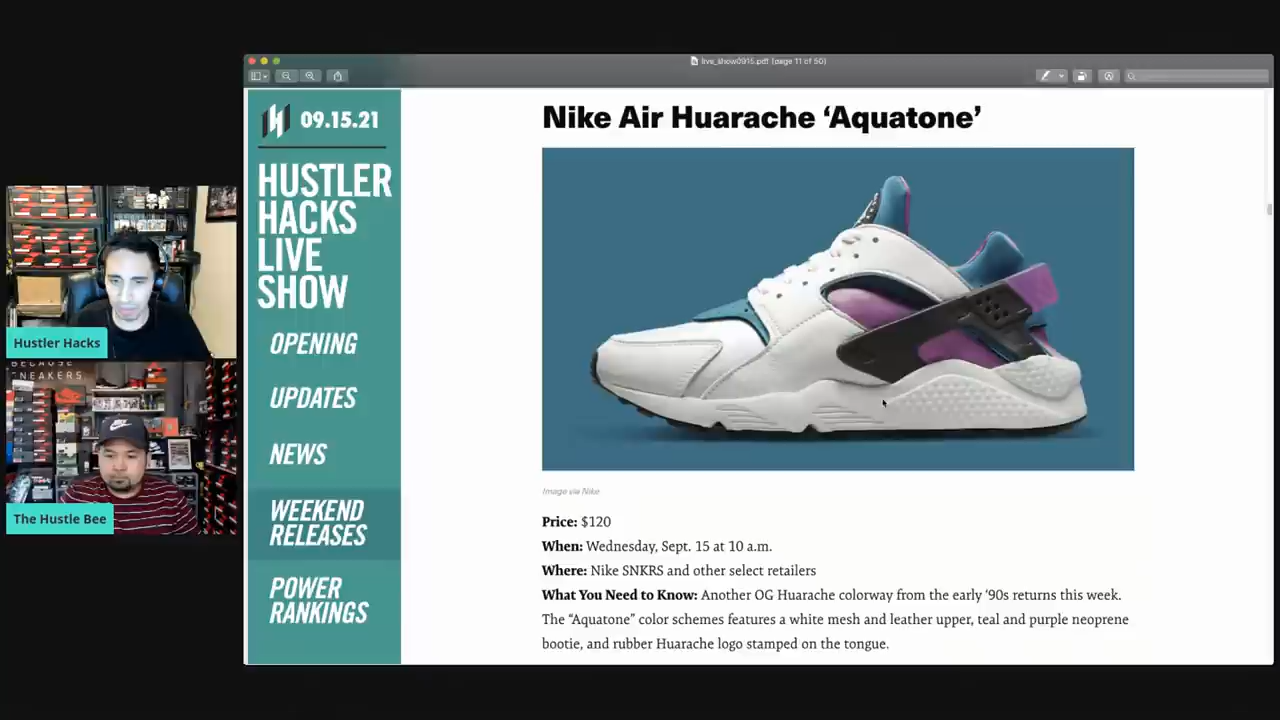 live_show0915.pdf (page 11 of 50)
09.15.21
HUSTLER
HACKS
LIVE
SHOW
OPENING
UPDATES
NEWS
WEEKEND
RELEASES
POWER
RANKINGS
Nike Air Huarache ‘Aquatone’
Image via Nike
Price: $120
When: Wednesday, Sept. 15 at 10 a.m.
Where: Nike SNKRS and other select retailers
What You Need to Know: Another OG Huarache colorway from the early ’90s returns this week.
The “Aquatone” color schemes features a white mesh and leather upper, teal and purple neoprene
bootie, and rubber Huarache logo stamped on the tongue.
Hustler Hacks
BECAUSE
SNEAKERS
The Hustle Bee